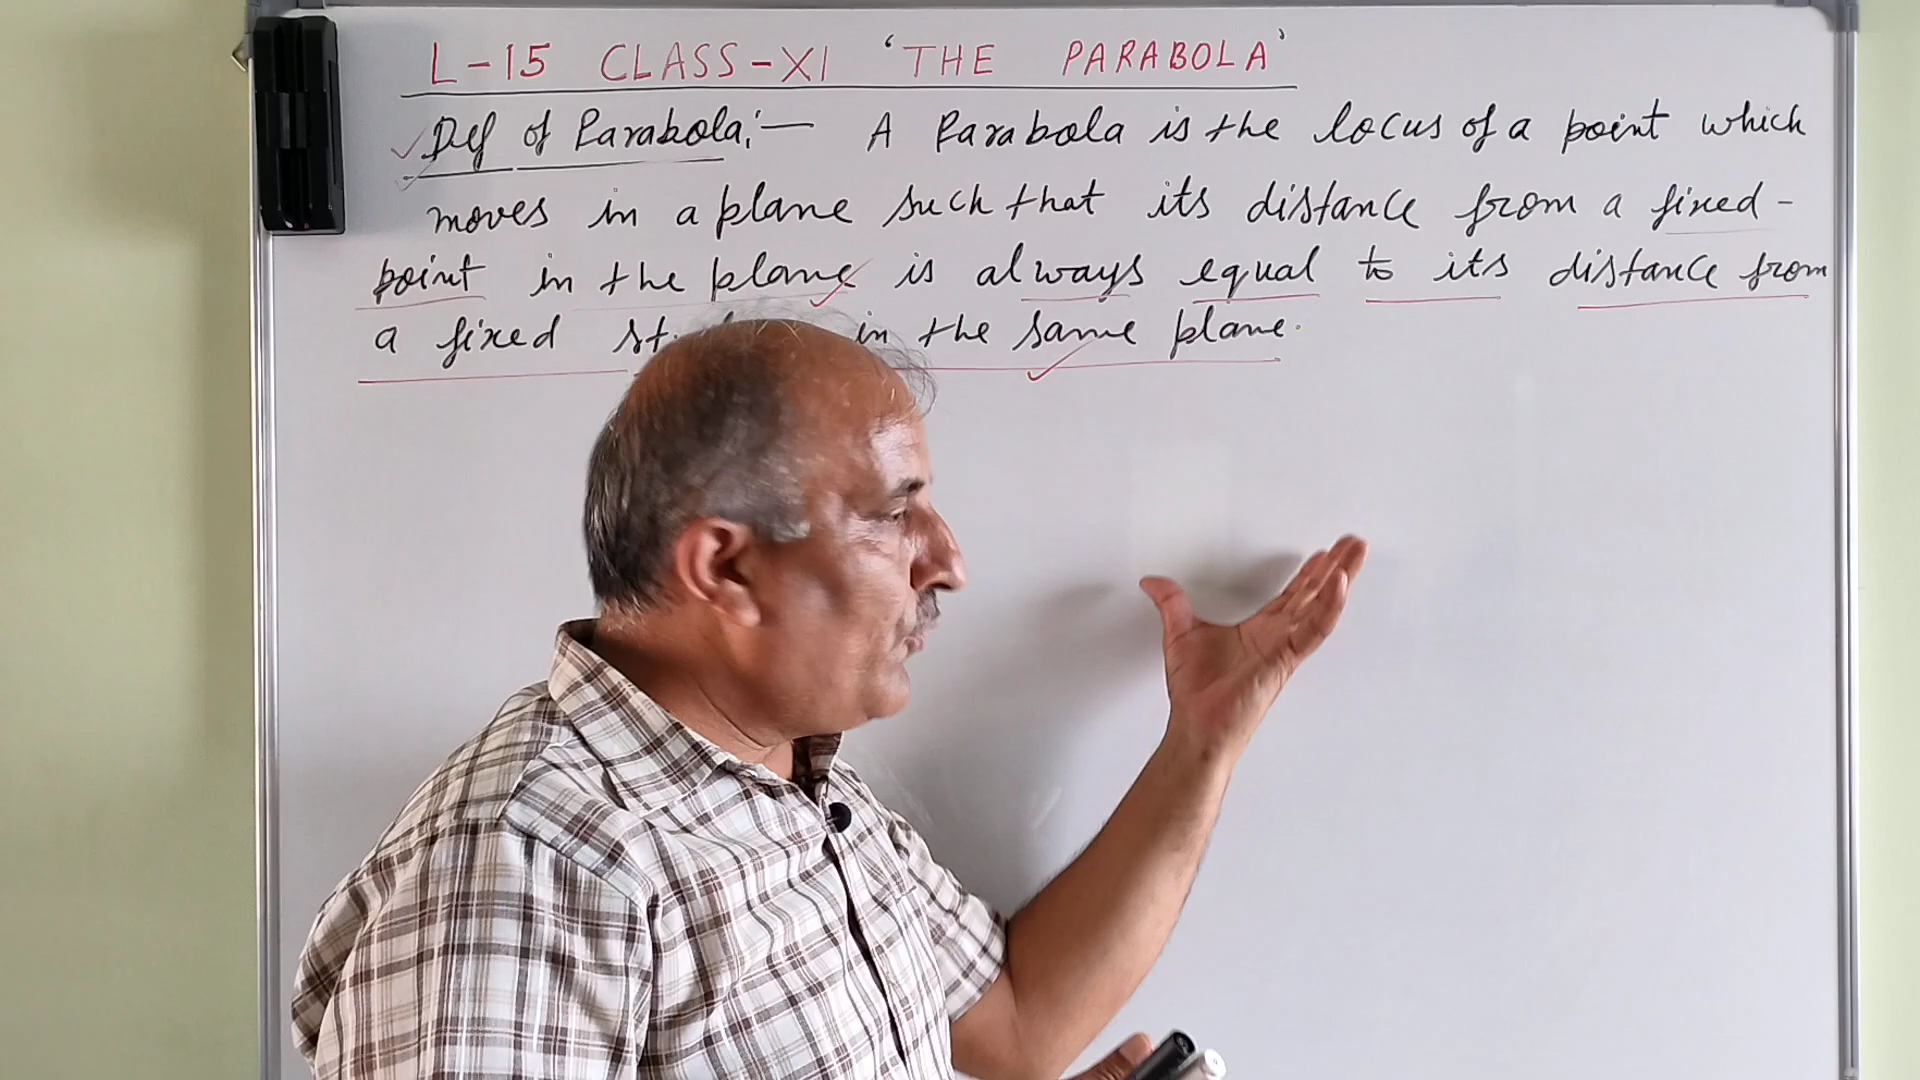 L-15 CLASS-XI 'THE PARABOLA'
Def of Parabola:— A Parabola is the locus of a point which
moves in a plane such that its distance from a fixed-
point in the plane is always equal to its distance from
a fixed in the same plane.